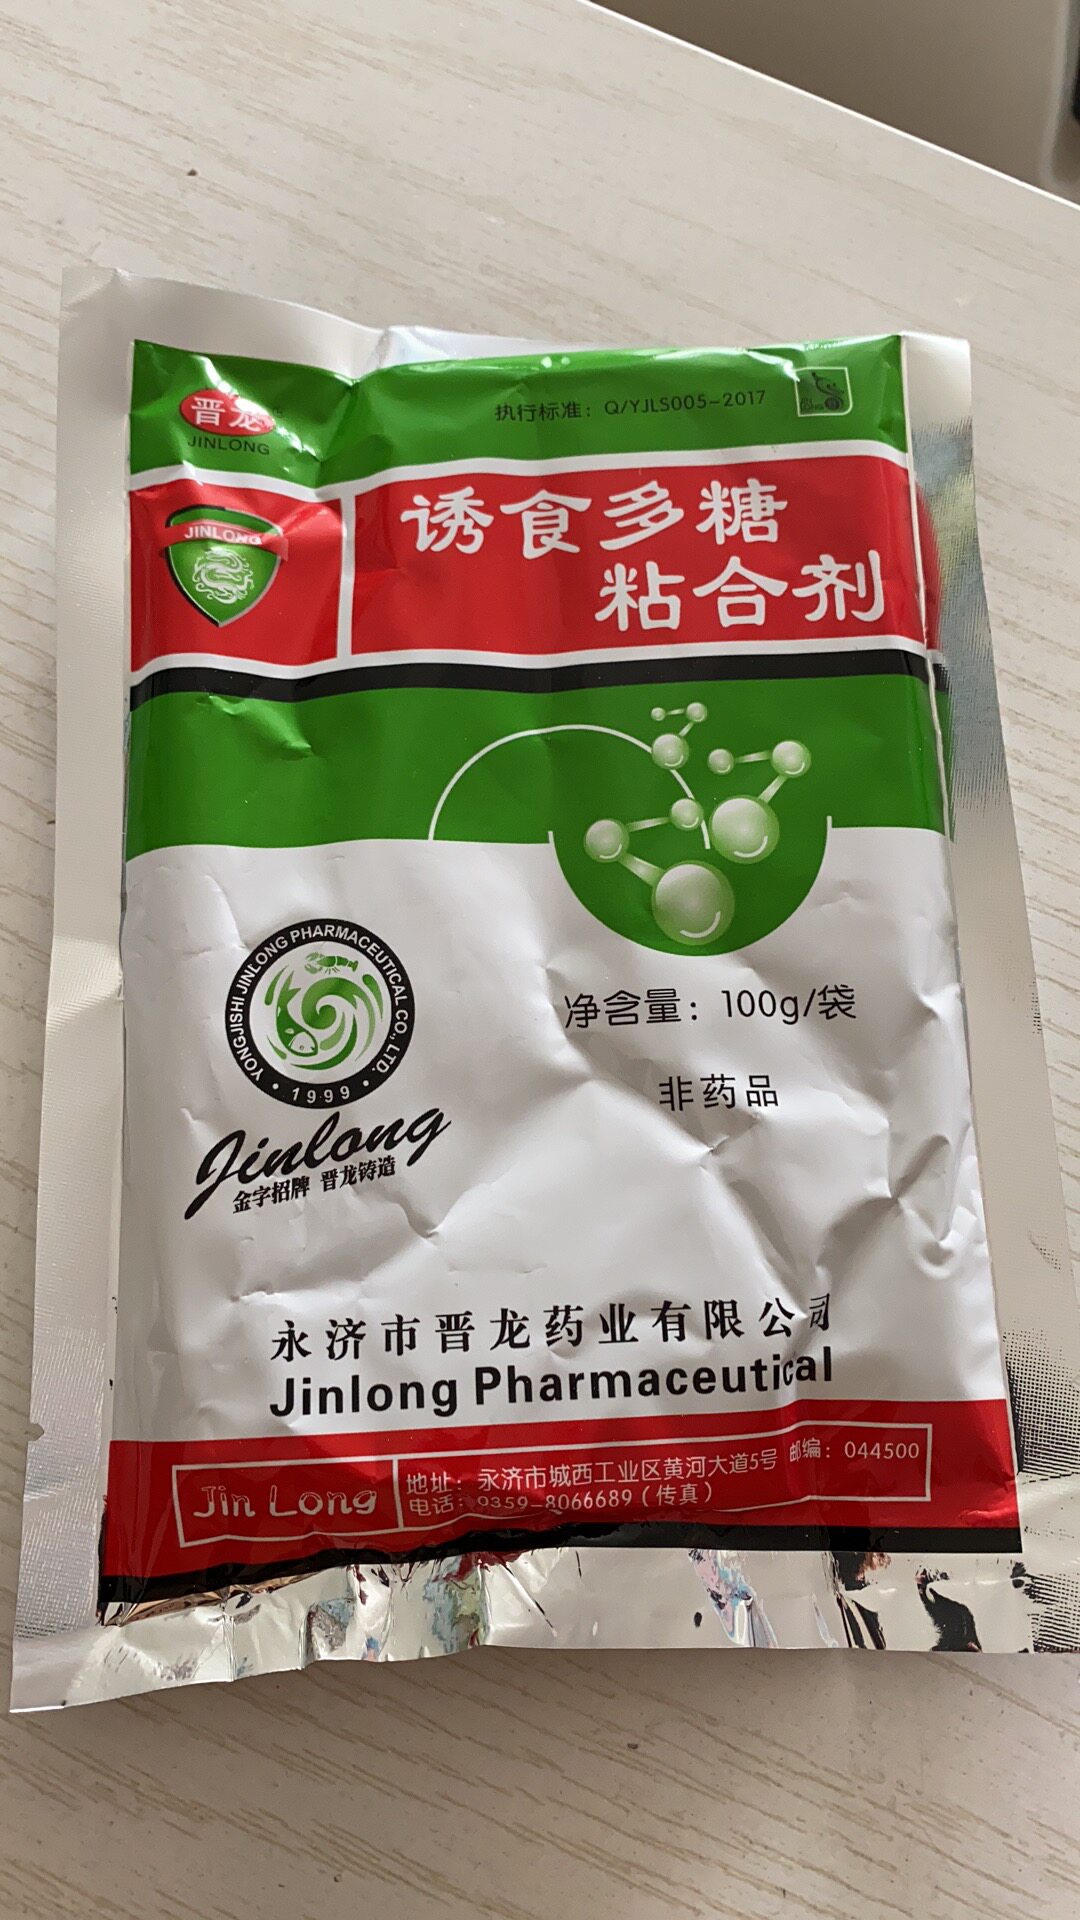 晋龙
JINLONG
执行标准：Q/YJLS005-2017
JINLONG
诱食多糖
粘合剂
YONGJISHI JINLONG PHARMACEUTICAL CO., LTD.
·1999·
Jinlong
金字招牌 晋龙铸造
净含量：100g/袋
非药品
永济市晋龙药业有限公司
Jinlong Pharmaceutical
Jin Long
地址：永济市城西工业区黄河大道5号 邮编：044500
电话：0359-8066689（传真）